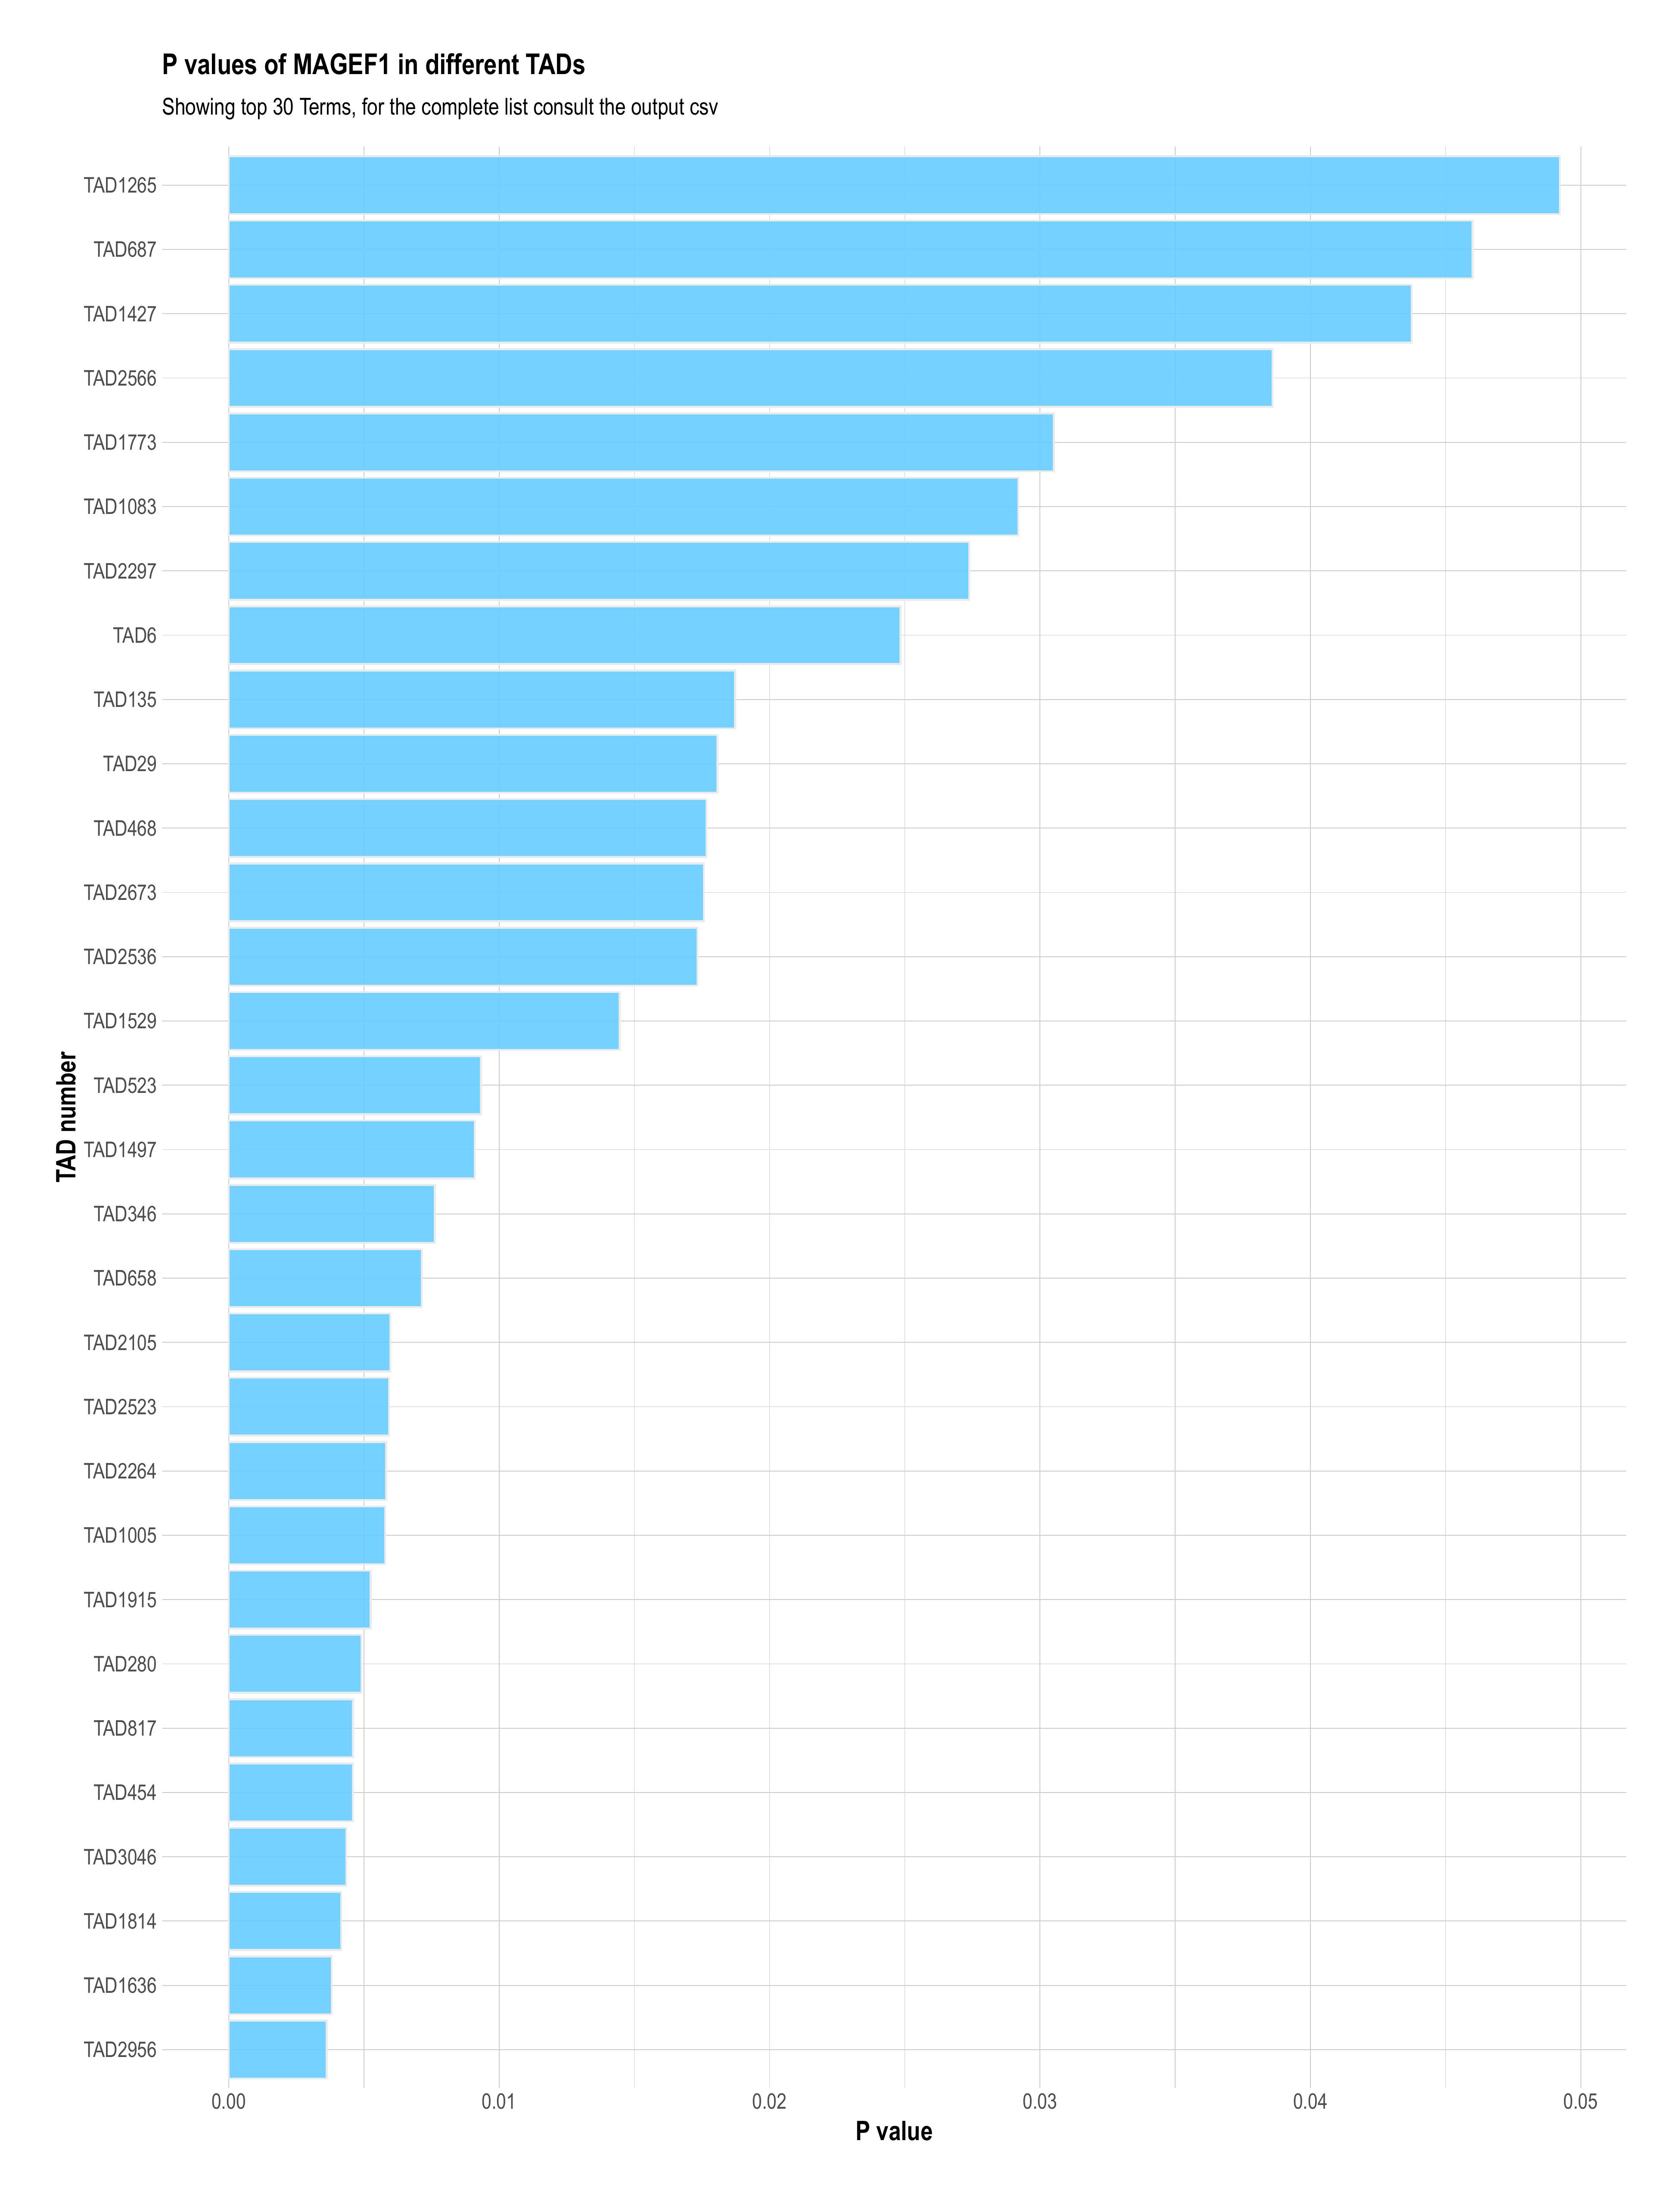 P values of MAGEF1 in different TADs
Showing top 30 Terms, for the complete list consult the output csv
TAD1265
TAD687
TAD1427
TAD2566
TAD1773
TAD1083
TAD2297
TAD6
TAD135
TAD29
TAD468
TAD2673
TAD2536
TAD1529
TAD523
TAD1497
TAD346
TAD658
TAD2105
TAD2523
TAD2264
TAD1005
TAD1915
TAD280
TAD817
TAD454
TAD3046
TAD1814
TAD1636
TAD2956
TAD number
0.00 0.01 0.02 0.03 0.04 0.05
P value